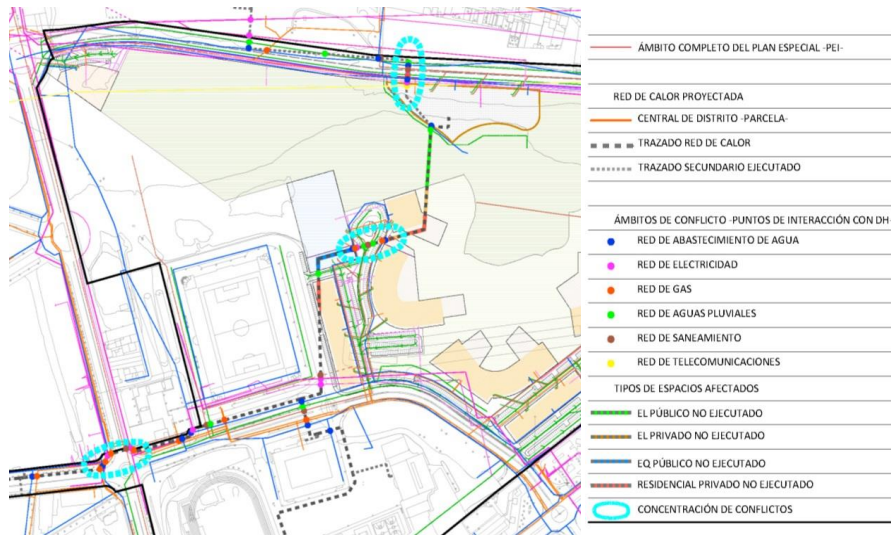 ÁMBITO COMPLETO DEL PLAN ESPECIAL -PEI-
RED DE CALOR PROYECTADA
CENTRAL DE DISTRITO -PARCELA-
TRAZADO RED DE CALOR
TRAZADO SECUNDARIO EJECUTADO
ÁMBITOS DE CONFLICTO -PUNTOS DE INTERACCIÓN CON DH-
RED DE ABASTECIMIENTO DE AGUA
RED DE ELECTRICIDAD
RED DE GAS
RED DE AGUAS PLUVIALES
RED DE SANEAMIENTO
RED DE TELECOMUNICACIONES
TIPOS DE ESPACIOS AFECTADOS
EL PÚBLICO NO EJECUTADO
EL PRIVADO NO EJECUTADO
EQ PÚBLICO NO EJECUTADO
RESIDENCIAL PRIVADO NO EJECUTADO
CONCENTRACIÓN DE CONFLICTOS